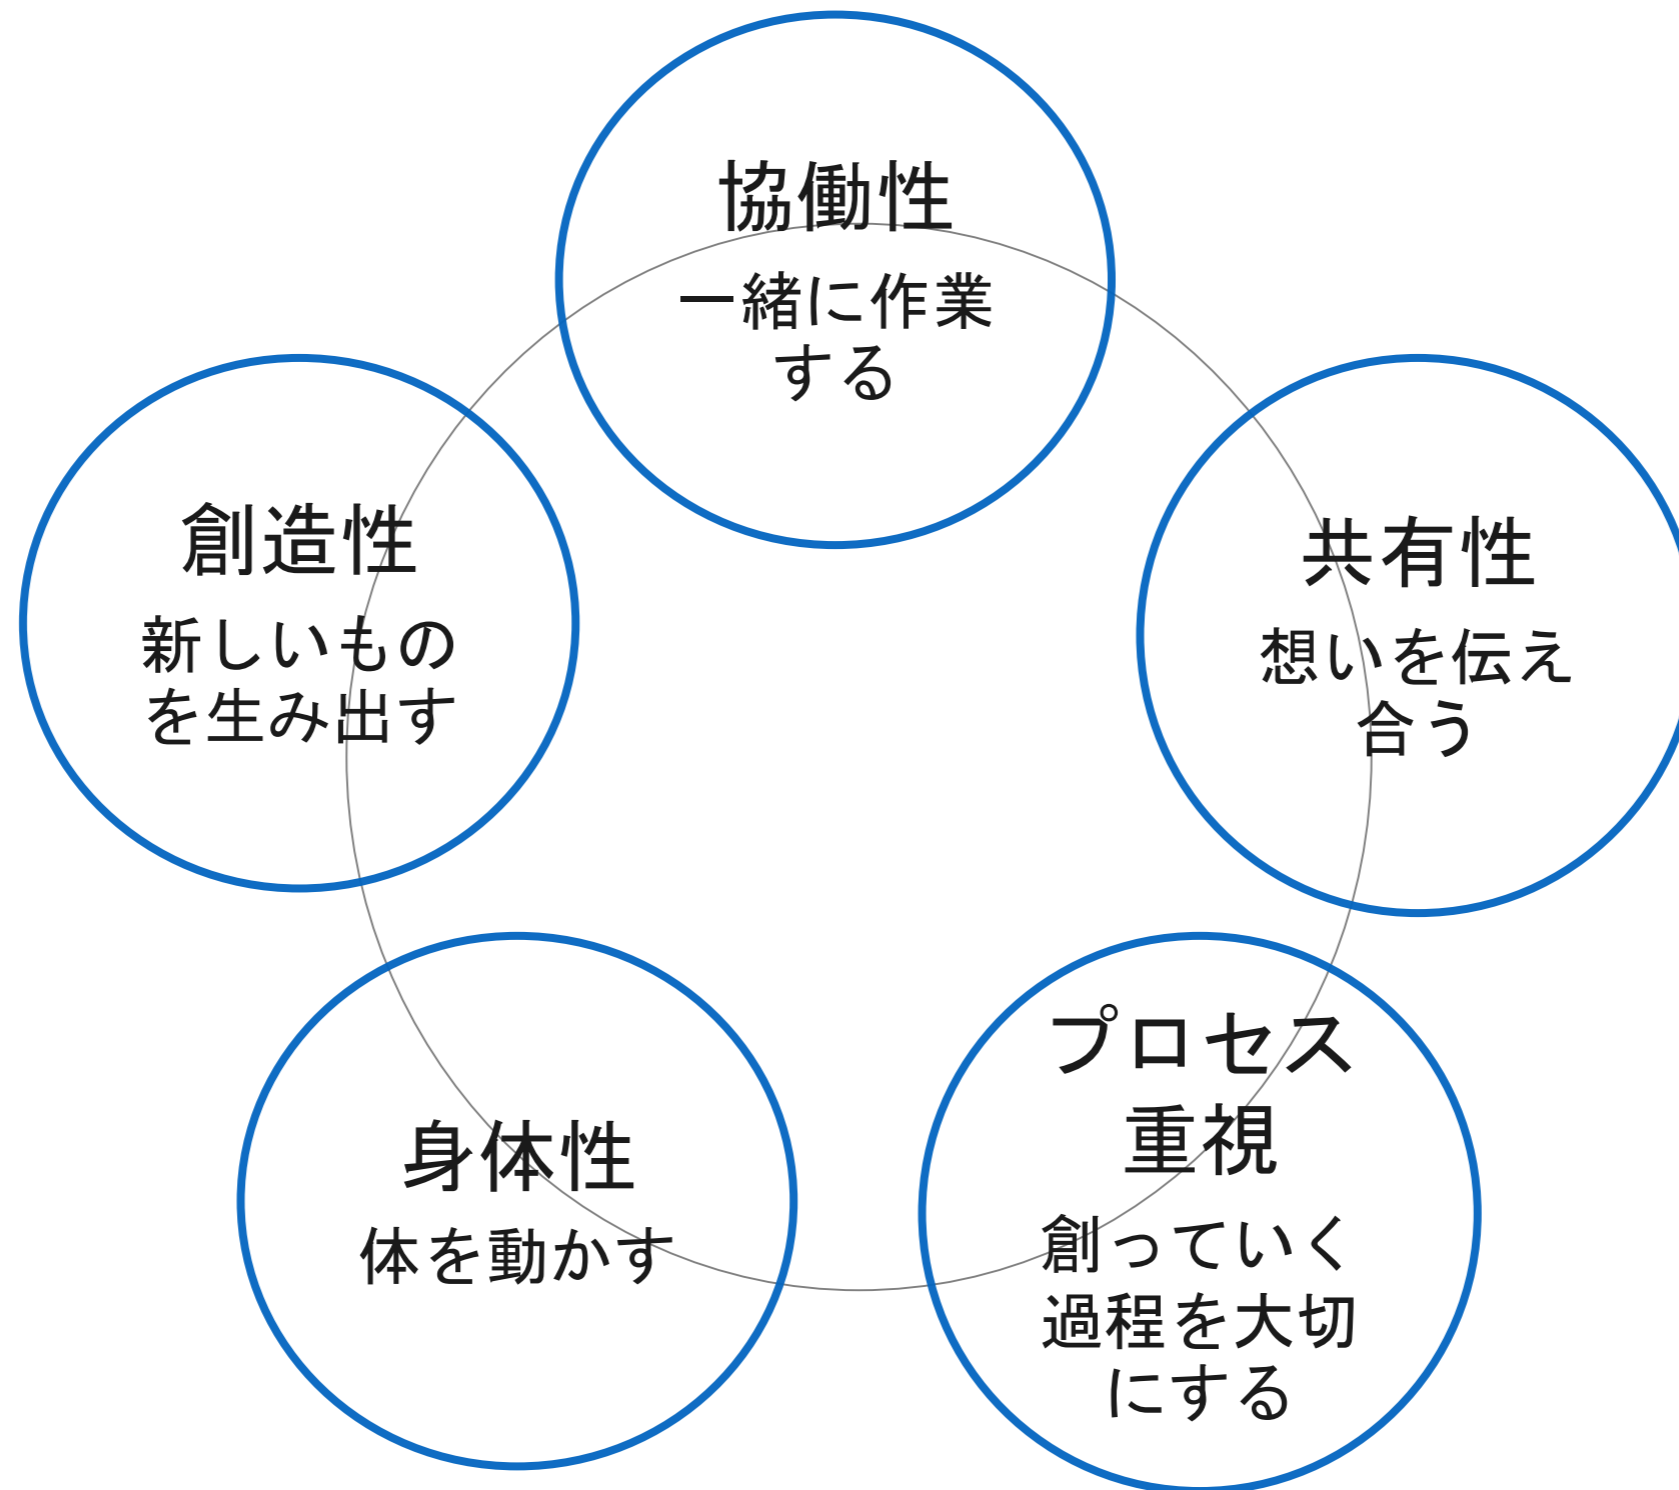 協働性
一緒に作業
する
共有性
想いを伝え
合う
プロセス
重視
創っていく
過程を大切
にする
身体性
体を動かす
創造性
新しいもの
を生み出す